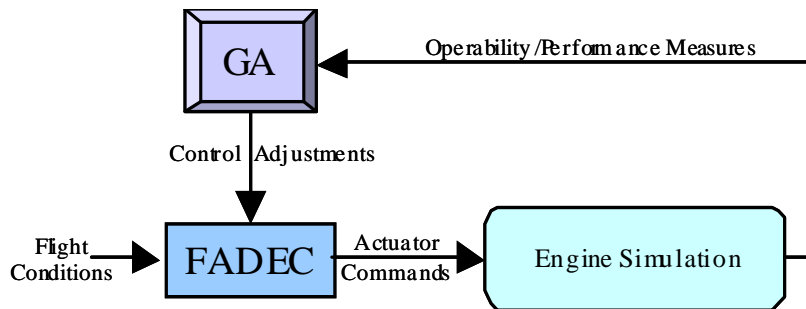 GA
Operability/Performance Measures
Control Adjustments
Flight
Conditions
FADEC
Actuator
Commands
Engine Simulation